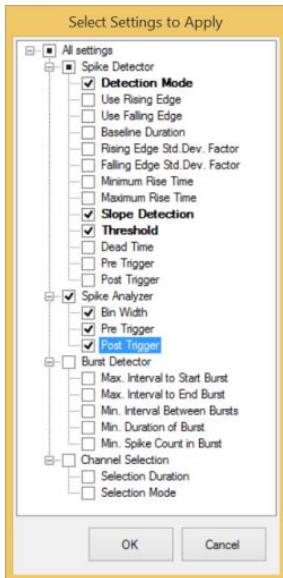 Select Settings to Apply
All settings
Spike Detector
Detection Mode
Use Rising Edge
Use Falling Edge
Baseline Duration
Rising Edge Std.Dev. Factor
Falling Edge Std.Dev. Factor
Minimum Rise Time
Maximum Rise Time
Slope Detection
Threshold
Dead Time
Pre Trigger
Post Trigger
Spike Analyzer
Bin Width
Pre Trigger
Post Trigger
Burst Detector
Max. Interval to Start Burst
Max. Interval to End Burst
Min. Interval Between Bursts
Min. Duration of Burst
Min. Spike Count in Burst
Channel Selection
Selection Duration
Selection Mode
OK Cancel